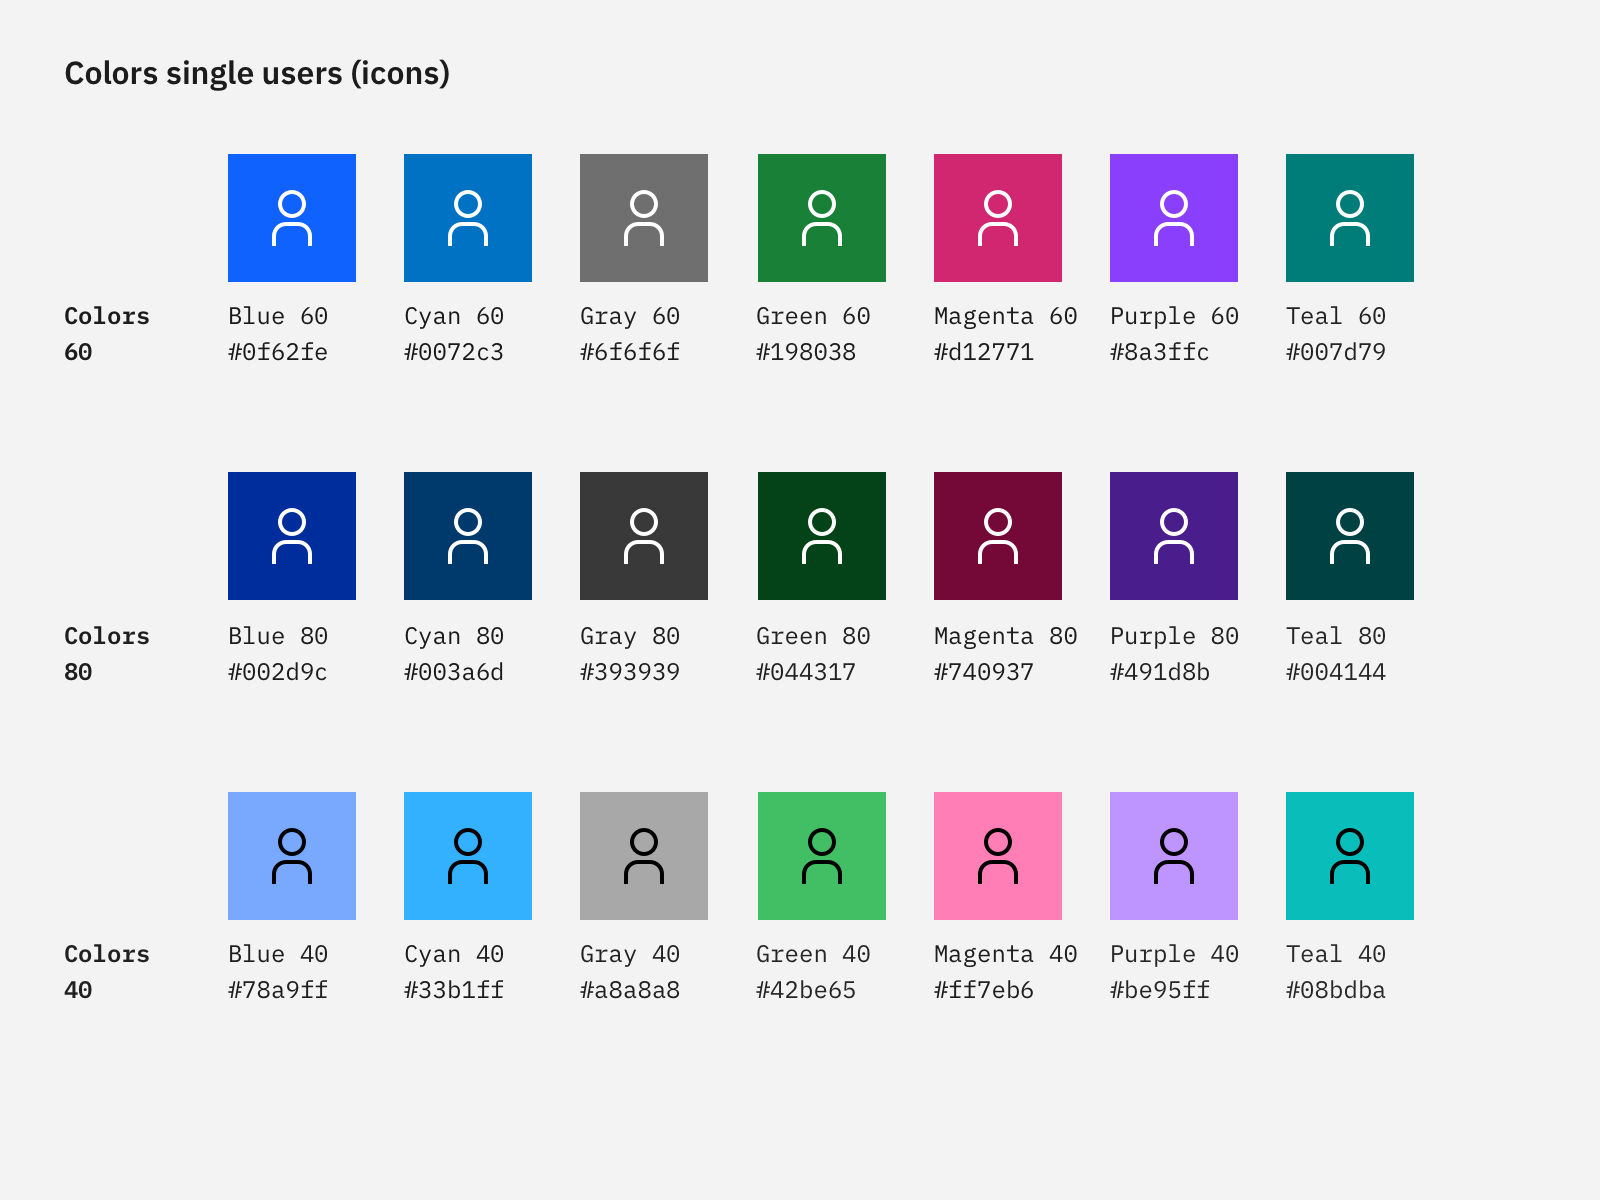 Colors single users (icons)
Colors 60
Blue 60
#0f62fe
Cyan 60
#0072c3
Gray 60
#6f6f6f
Green 60
#198038
Magenta 60
#d12771
Purple 60
#8a3ffc
Teal 60
#007d79
Colors 80
Blue 80
#002d9c
Cyan 80
#003a6d
Gray 80
#393939
Green 80
#044317
Magenta 80
#740937
Purple 80
#491d8b
Teal 80
#004144
Colors 40
Blue 40
#78a9ff
Cyan 40
#33b1ff
Gray 40
#a8a8a8
Green 40
#42be65
Magenta 40
#ff7eb6
Purple 40
#be95ff
Teal 40
#08bdba